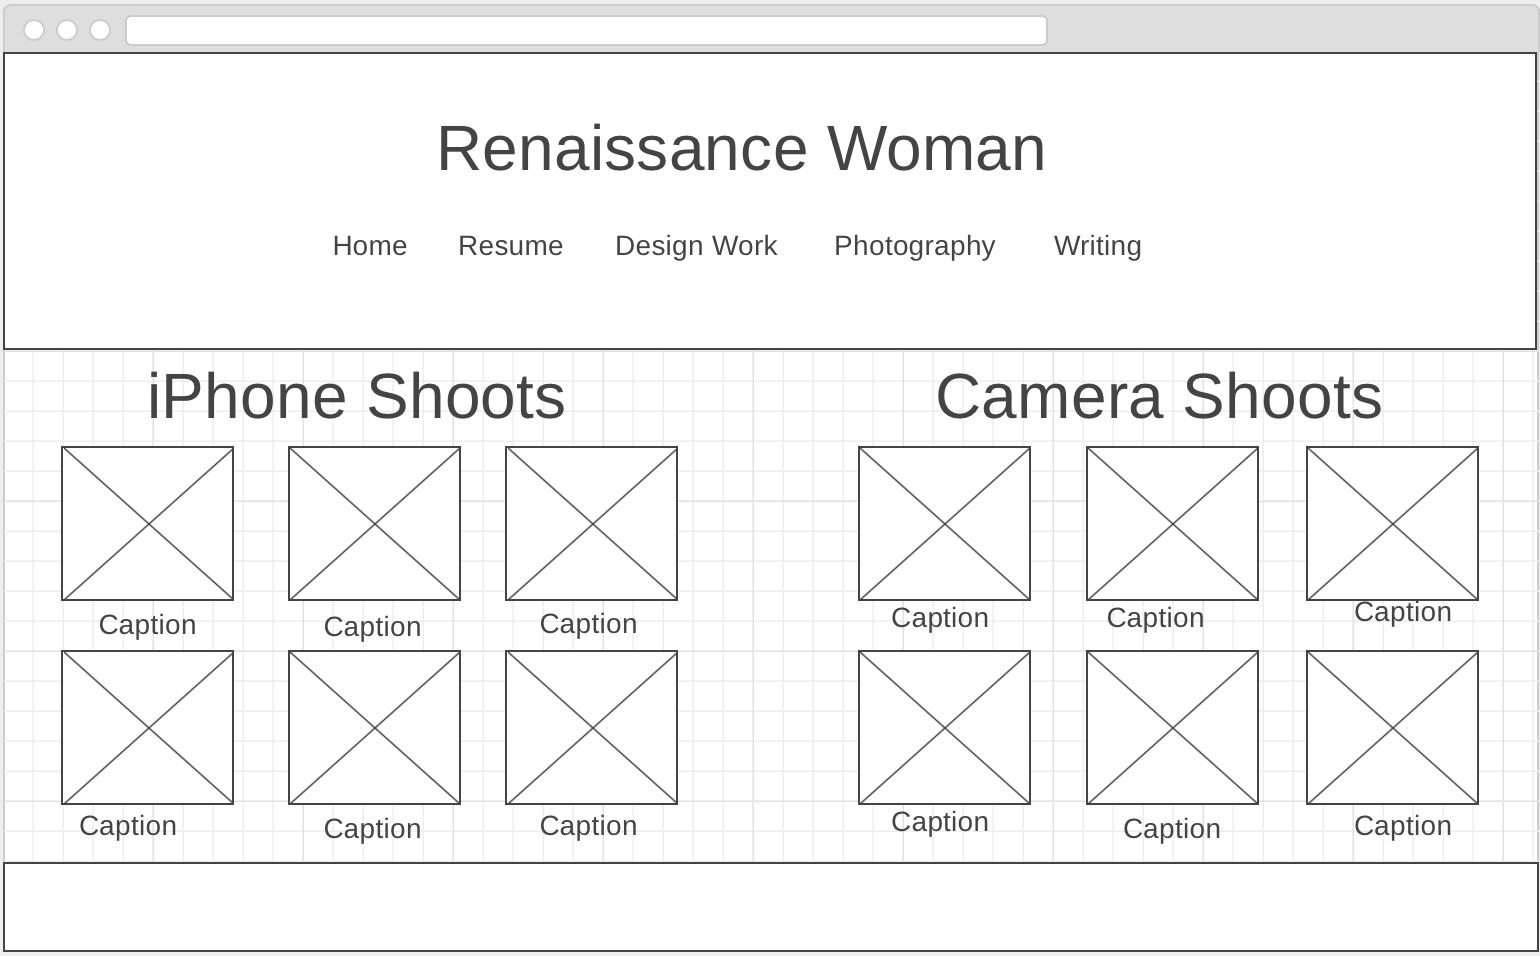 Renaissance Woman
Home Resume Design Work Photography Writing
iPhone Shoots
Camera Shoots
Caption Caption Caption
Caption Caption Caption
Caption Caption Caption
Caption Caption Caption